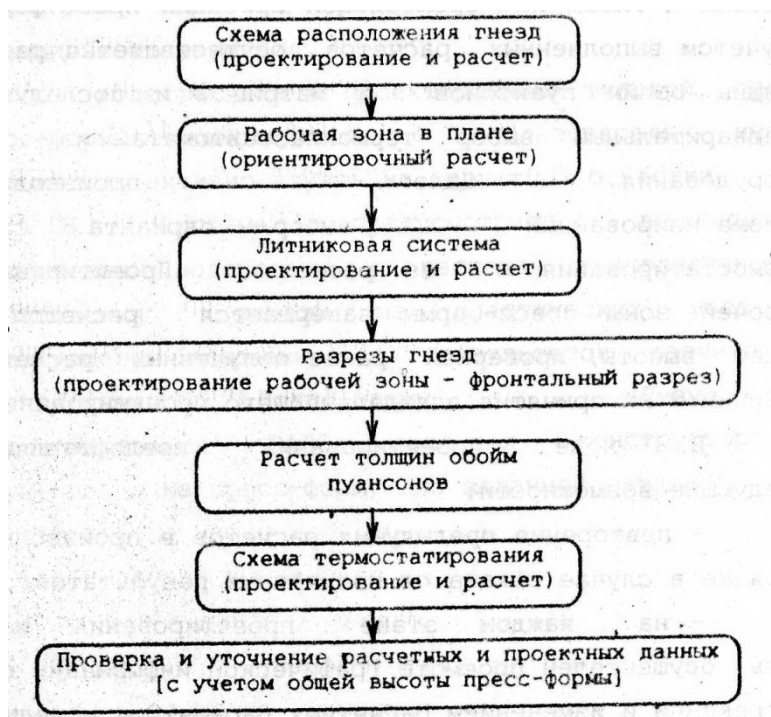 Схема расположения гнезд
(проектирование и расчет)
Рабочая зона в плане
(ориентировочный расчет)
Литниковая система
(проектирование и расчет)
Разрезы гнезд
(проектирование рабочей зоны - фронтальный разрез)
Расчет толщин обойм
пуансонов
Схема термостатирования
(проектирование и расчет)
Проверка и уточнение расчетных и проектных данных
[с учетом общей высоты пресс-формы]